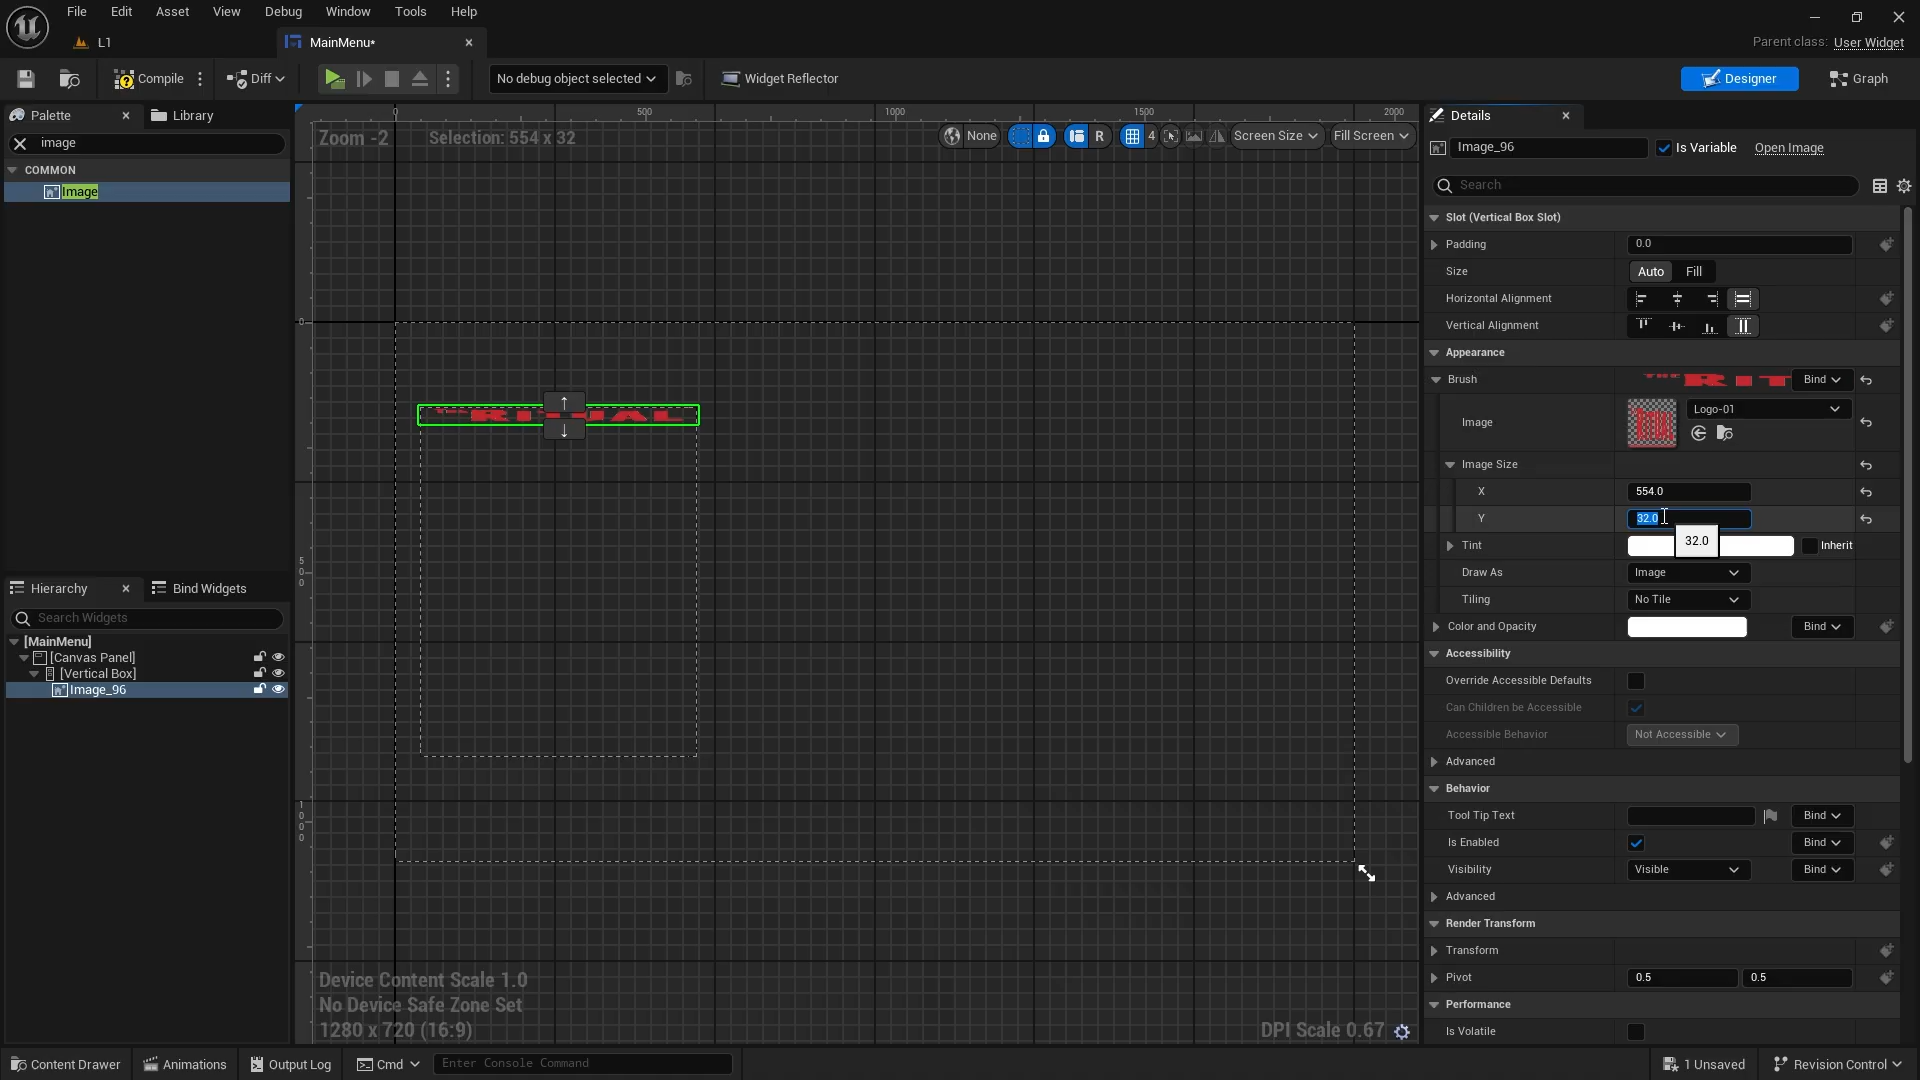 File Edit View Asset Debug Window Tools Help
L1
MainMenu*
Parent class: User Widget
Compile
Diff
No debug object selected
Widget Reflector
Designer
Graph
Palette
Library
image
COMMON
Image
Hierarchy
Bind Widgets
Search Widgets
[MainMenu]
[Canvas Panel]
[Vertical Box]
Image_96
0 500 1000 1500 2000
Zoom -2
Selection: 554 x 32
None
R
4
Screen Size
Fill Screen
0
500
1000
THE RITUAL
Device Content Scale 1.0
No Device Safe Zone Set
1280 x 720 (16:9)
DPI Scale 0.67
Details
Image_96
Is Variable
Open Image
Search
Slot (Vertical Box Slot)
Padding 0.0
Size Auto Fill
Horizontal Alignment
Vertical Alignment
Appearance
Brush THE RIT Bind
Image Logo-01
Image Size
X 554.0
Y 32.0
32.0
Tint Inherit
Draw As Image
Tiling No Tile
Color and Opacity Bind
Accessibility
Override Accessible Defaults
Can Children be Accessible
Accessible Behavior Not Accessible
Advanced
Behavior
Tool Tip Text Bind
Is Enabled Bind
Visibility Visible Bind
Advanced
Render Transform
Transform
Pivot 0.5 0.5
Performance
Is Volatile
Content Drawer
Animations
Output Log
Cmd
Enter Console Command
1 Unsaved
Revision Control